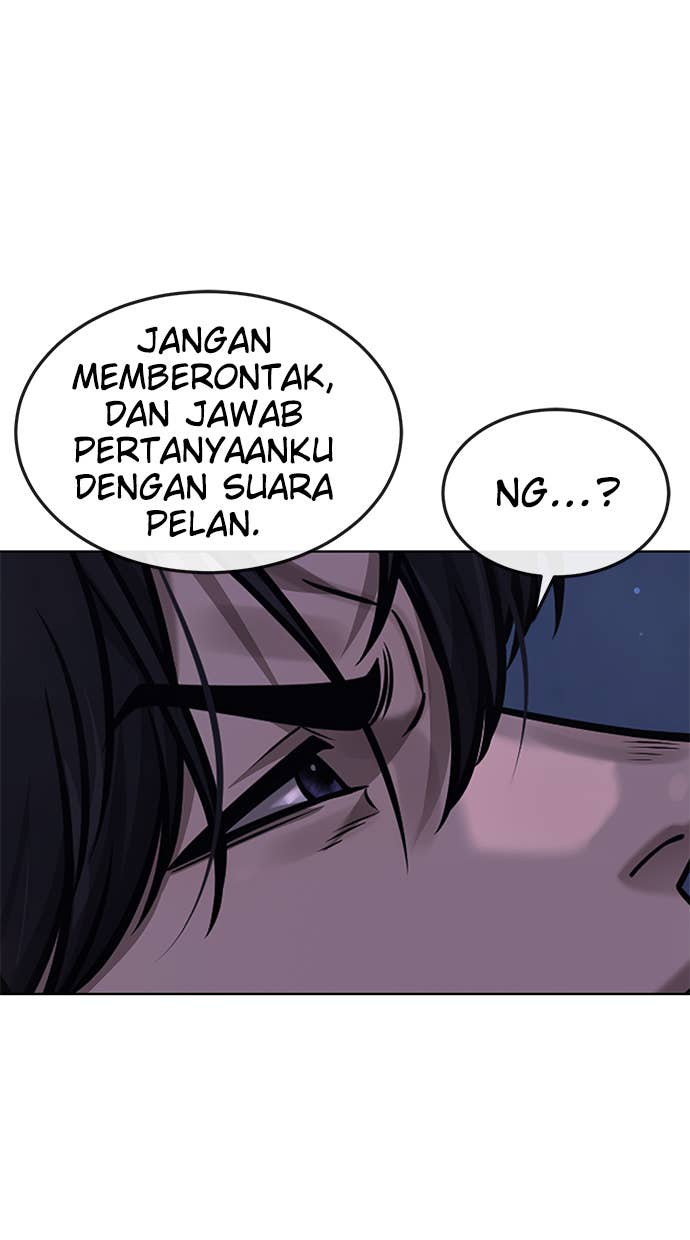 JANGAN
MEMBERONTAK,
DAN JAWAB
PERTANYAANKU
DENGAN SUARA
PELAN.
NG...?